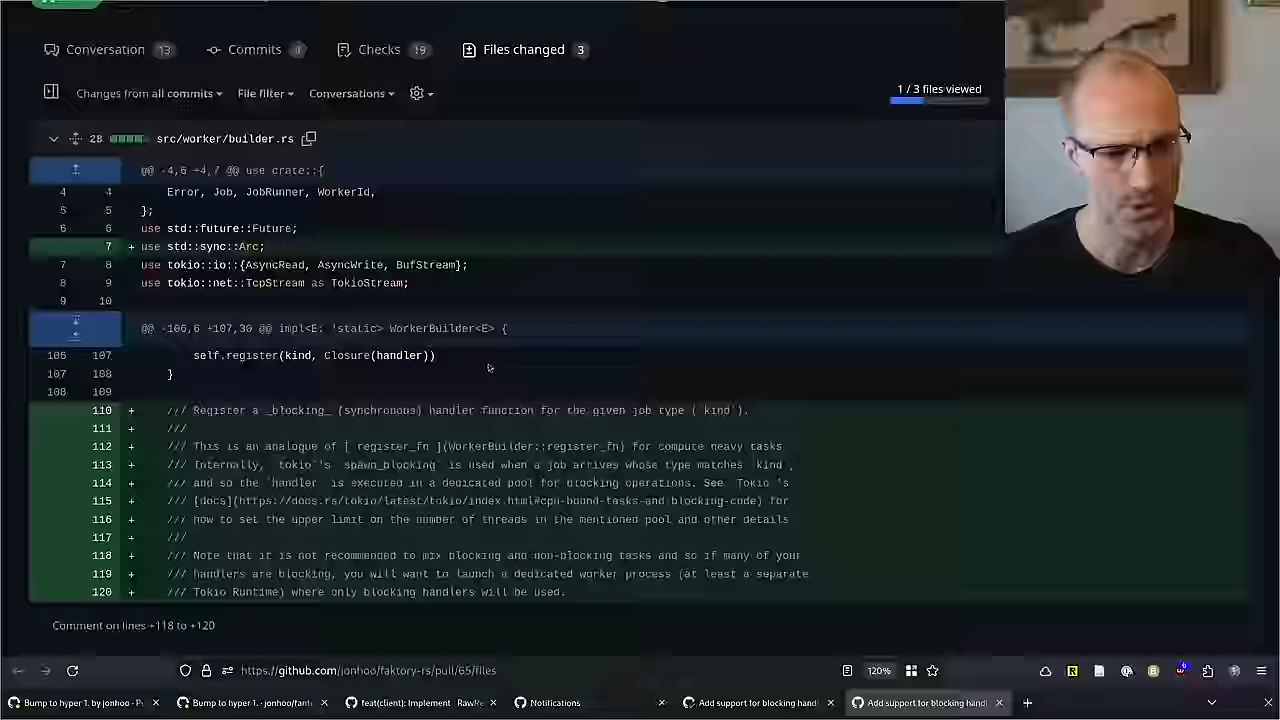 Conversation 13 Commits 4 Checks 19 Files changed 3
Changes from all commits File filter Conversations
1 / 3 files viewed
28 src/worker/builder.rs
@@ -4,6 +4,7 @@ use crate::{
4 4 Error, Job, JobRunner, WorkerId,
5 5 };
6 6 use std::future::Future;
7 + use std::sync::Arc;
7 8 use tokio::io::{AsyncRead, AsyncWrite, BufStream};
8 9 use tokio::net::TcpStream as TokioStream;
9 10
@@ -106,6 +107,30 @@ impl<E: 'static> WorkerBuilder<E> {
106 107 self.register(kind, Closure(handler))
107 108 }
108 109
110 + /// Register a _blocking_ (synchronous) handler function for the given job type (`kind`).
111 + ///
112 + /// This is an analogue of [`register_fn`](WorkerBuilder::register_fn) for compute heavy tasks
113 + /// Internally, `tokio`'s `spawn_blocking` is used when a job arrives whose type matches `kind`,
114 + /// and so the `handler` is executed in a dedicated pool for blocking operations. See `Tokio`'s
115 + /// [docs](https://docs.rs/tokio/latest/tokio/index.html#cpu-bound-tasks-and-blocking-code) for
116 + /// how to set the upper limit on the number of threads in the mentioned pool and other details
117 + ///
118 + /// Note that it is not recommended to mix blocking and non-blocking tasks and so if many of your
119 + /// handlers are blocking, you will want to launch a dedicated worker process (at least a separate
120 + /// Tokio Runtime) where only blocking handlers will be used.
Comment on lines +118 to +120
https://github.com/jonhoo/faktory-rs/pull/65/files 120% 6
Bump to hyper 1. by jonhoo · P Bump to hyper 1. · jonhoo/fant feat(client): Implement `RawRe Notifications Add support for blocking hand Add support for blocking hand